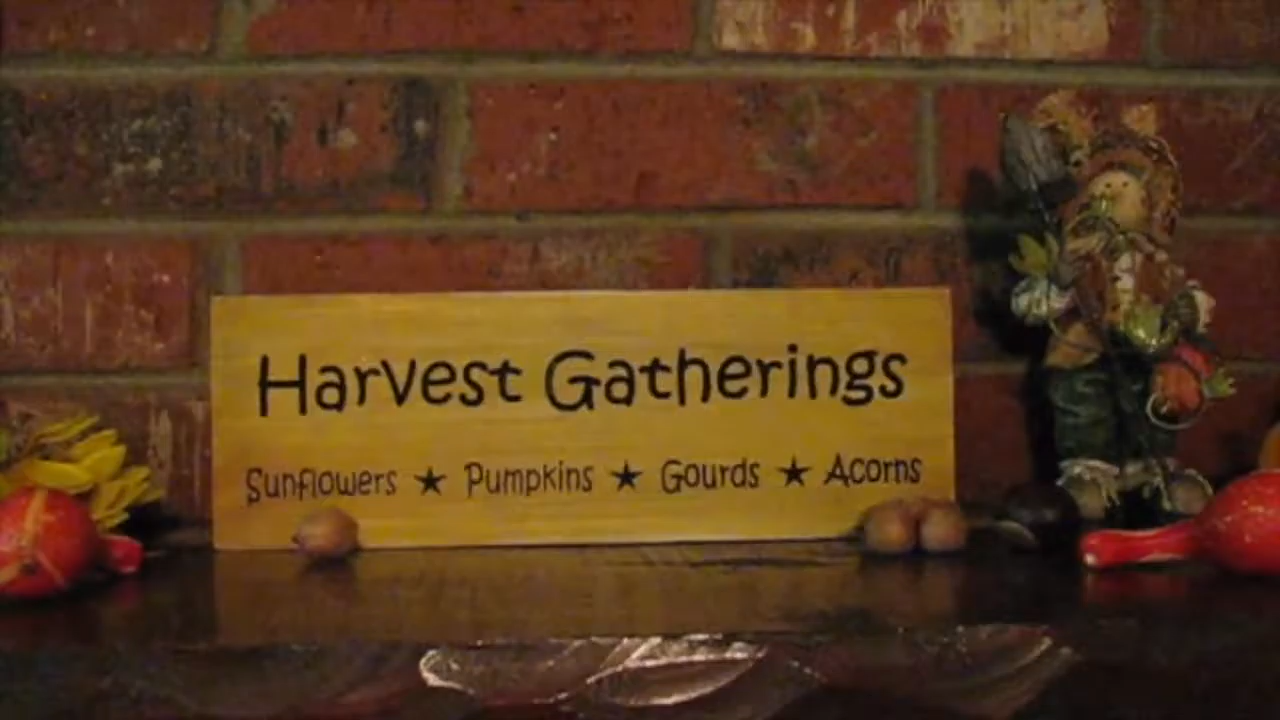 Harvest Gatherings
Sunflowers ★ Pumpkins ★ Gourds ★ Acorns